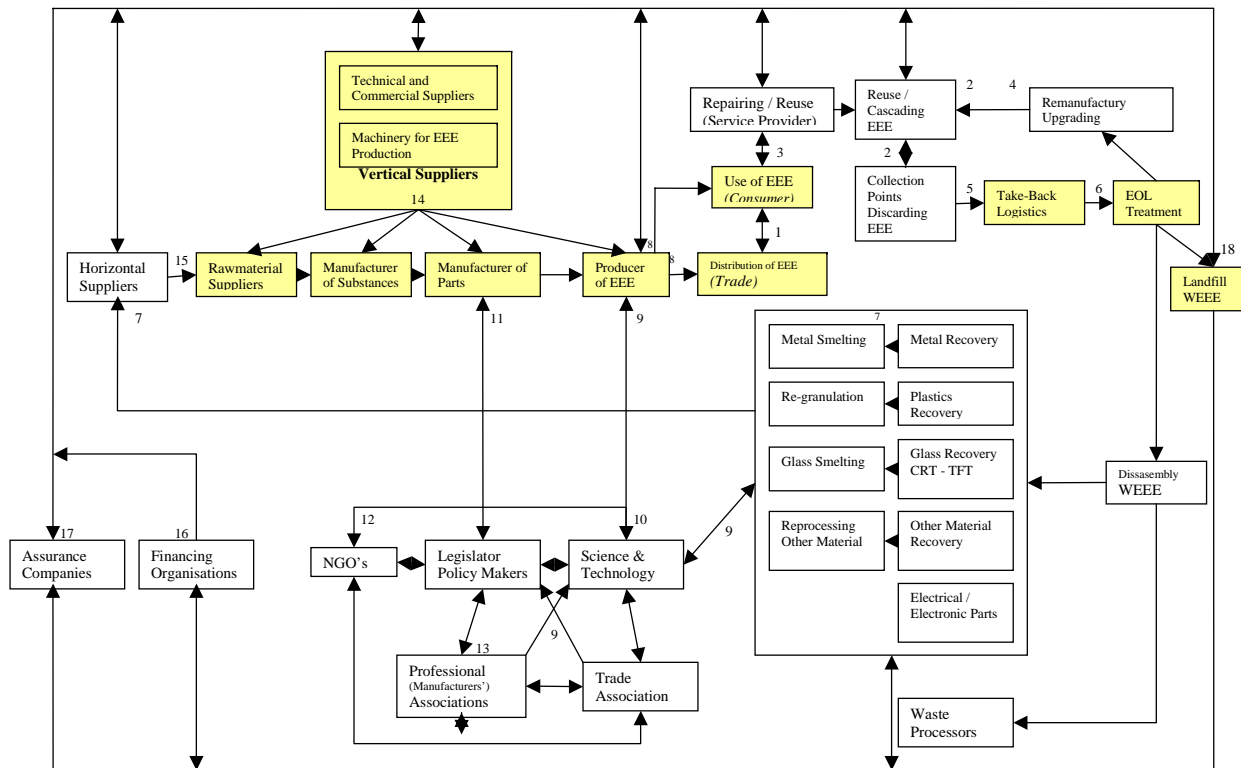 Technical and
Commercial Suppliers
Machinery for EEE
Production
Vertical Suppliers
14
Repairing / Reuse
(Service Provider)
Reuse /
Cascading
EEE
2
4
Remanufactury
Upgrading
3
2
Use of EEE
(Consumer)
Collection
Points
Discarding
EEE
5
Take-Back
Logistics
6
EOL
Treatment
1
8
8
18
Horizontal
Suppliers
15
Rawmaterial
Suppliers
Manufacturer
of Substances
Manufacturer of
Parts
Producer
of EEE
Distribution of EEE
(Trade)
Landfill
WEEE
7
11
9
7
Metal Smelting
Metal Recovery
Re-granulation
Plastics
Recovery
Glass Smelting
Glass Recovery
CRT - TFT
Dissasembly
WEEE
Reprocessing
Other Material
Other Material
Recovery
Electrical /
Electronic Parts
17
16
12
10
9
Assurance
Companies
Financing
Organisations
NGO's
Legislator
Policy Makers
Science &
Technology
9
13
Professional
(Manufacturers')
Associations
Trade
Association
Waste
Processors